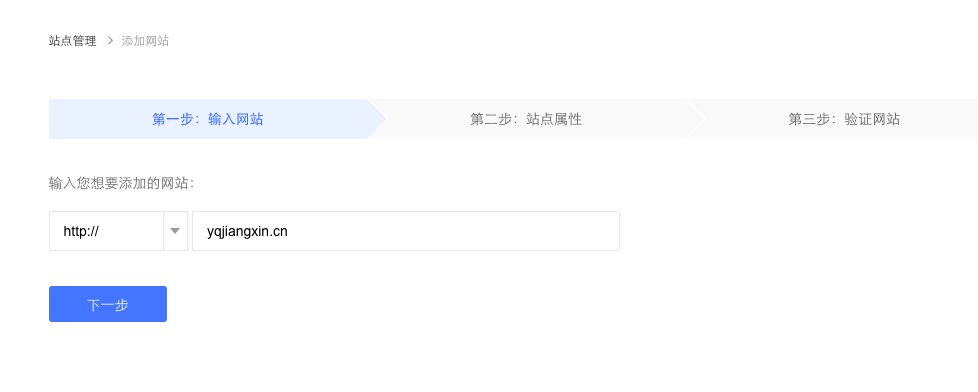 站点管理 > 添加网站
第一步：输入网站 第二步：站点属性 第三步：验证网站
输入您想要添加的网站：
http:// yqjiangxin.cn
下一步